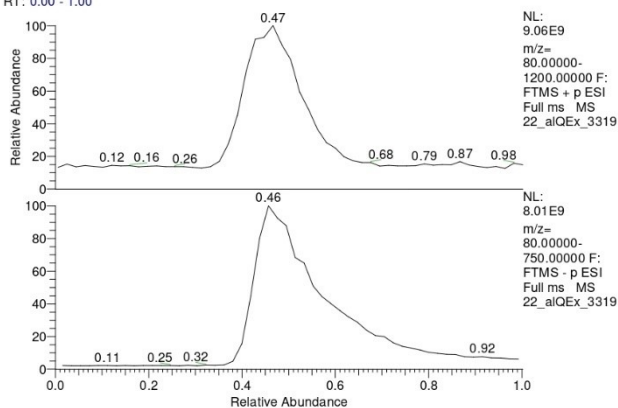 RT: 0.00 - 1.00
0.47
100
80
60
40
20
0
Relative Abundance
0.12 0.16 0.26 0.68 0.79 0.87 0.98
NL:
9.06E9
m/z=
80.00000-
1200.00000 F:
FTMS + p ESI
Full ms MS
22_alQEx_3319
0.46
100
80
60
40
20
0
0.11 0.25 0.32 0.92
NL:
8.01E9
m/z=
80.00000-
750.00000 F:
FTMS - p ESI
Full ms MS
22_alQEx_3319
0.0 0.2 0.4 0.6 0.8 1.0
Relative Abundance